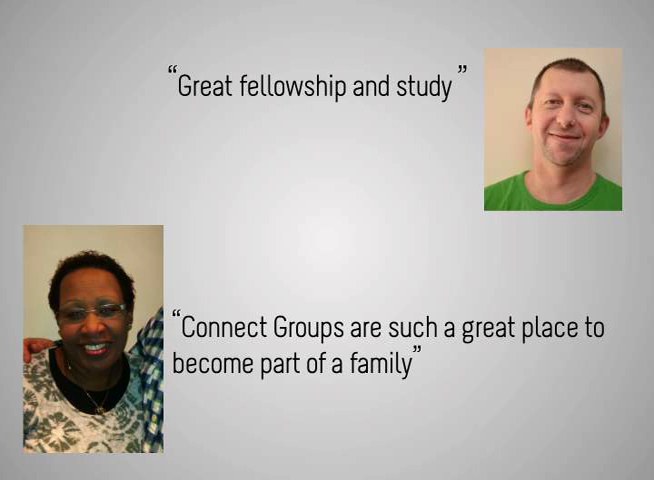 “Great fellowship and study”
“Connect Groups are such a great place to
become part of a family”